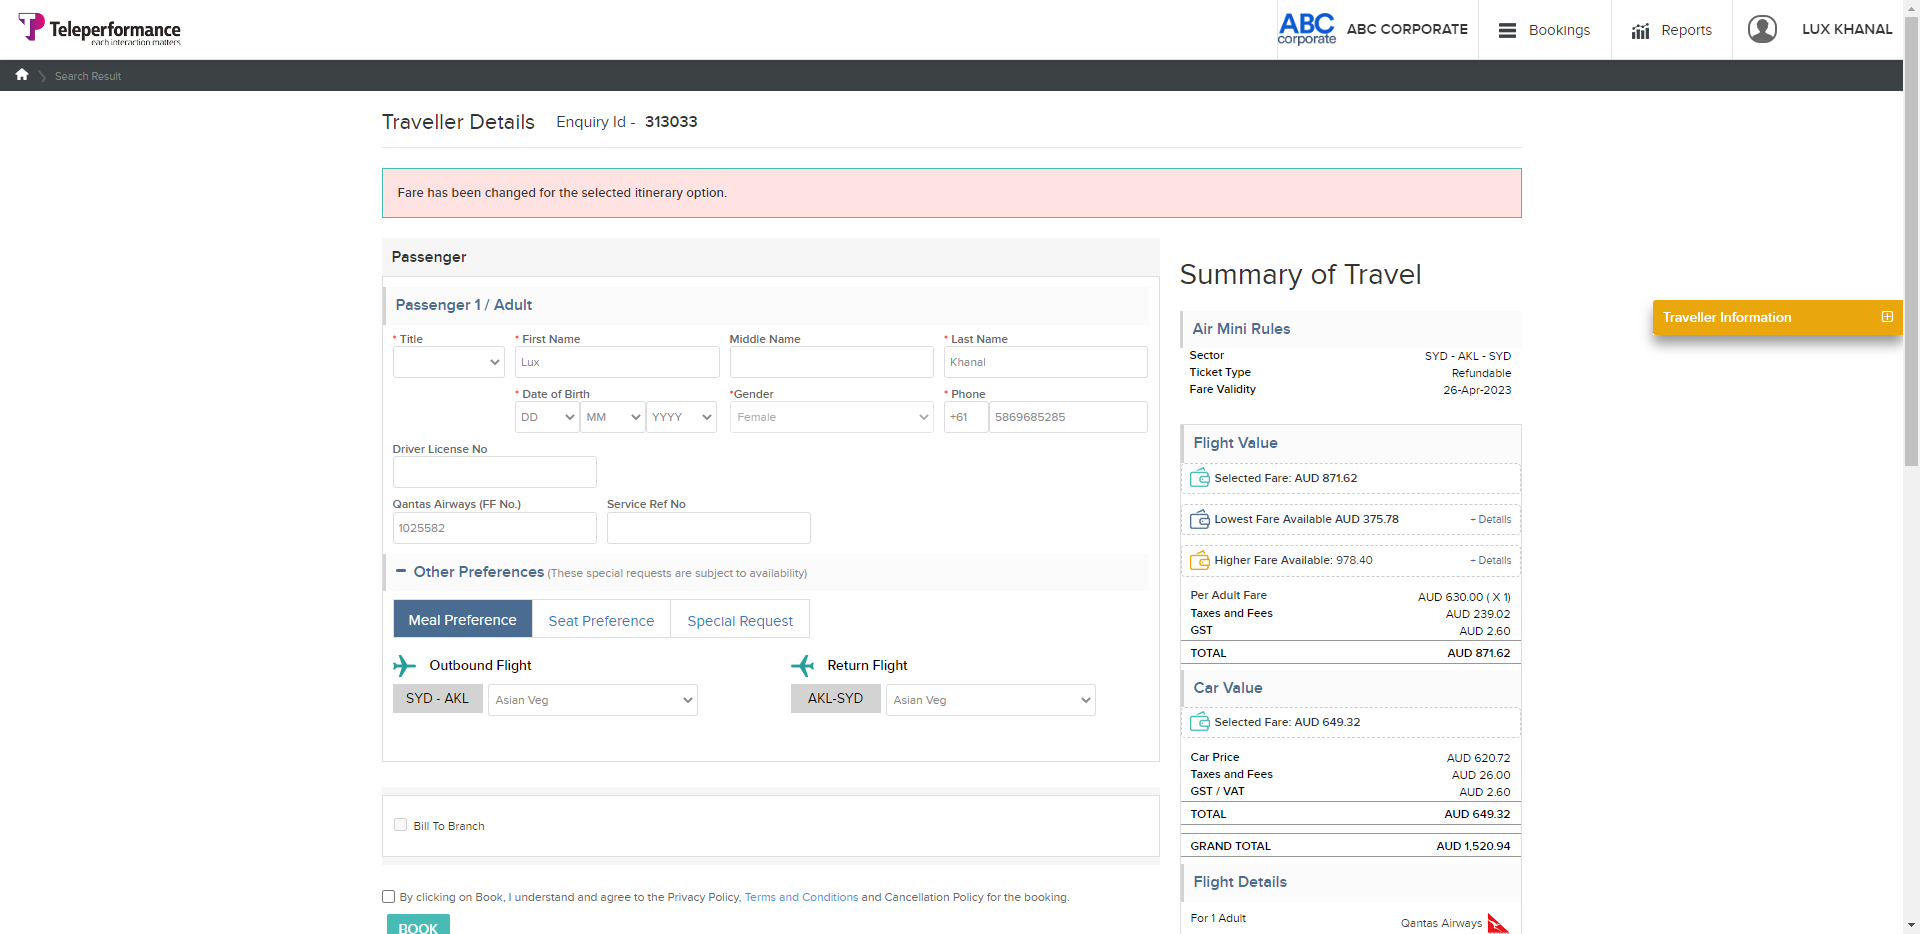 Teleperformance
each interaction matters
ABC
corporate
ABC CORPORATE
Bookings
Reports
LUX KHANAL
Search Result
Traveller Details
Enquiry Id - 313033
Fare has been changed for the selected itinerary option.
Passenger
Passenger 1 / Adult
* Title
* First Name
Middle Name
* Last Name
Lux
Khanal
* Date of Birth
*Gender
* Phone
DD
MM
YYYY
Female
+61
5869685285
Driver License No
Qantas Airways (FF No.)
Service Ref No
1025582
Other Preferences (These special requests are subject to availability)
Meal Preference
Seat Preference
Special Request
Outbound Flight
Return Flight
SYD - AKL
Asian Veg
AKL-SYD
Asian Veg
Bill To Branch
By clicking on Book, I understand and agree to the Privacy Policy, Terms and Conditions and Cancellation Policy for the booking.
BOOK
Summary of Travel
Air Mini Rules
Sector SYD - AKL - SYD
Ticket Type Refundable
Fare Validity 26-Apr-2023
Flight Value
Selected Fare: AUD 871.62
Lowest Fare Available AUD 375.78 + Details
Higher Fare Available: 978.40 + Details
Per Adult Fare AUD 630.00 ( X 1)
Taxes and Fees AUD 239.02
GST AUD 2.60
TOTAL AUD 871.62
Car Value
Selected Fare: AUD 649.32
Car Price AUD 620.72
Taxes and Fees AUD 26.00
GST / VAT AUD 2.60
TOTAL AUD 649.32
GRAND TOTAL AUD 1,520.94
Flight Details
For 1 Adult Qantas Airways
Traveller Information